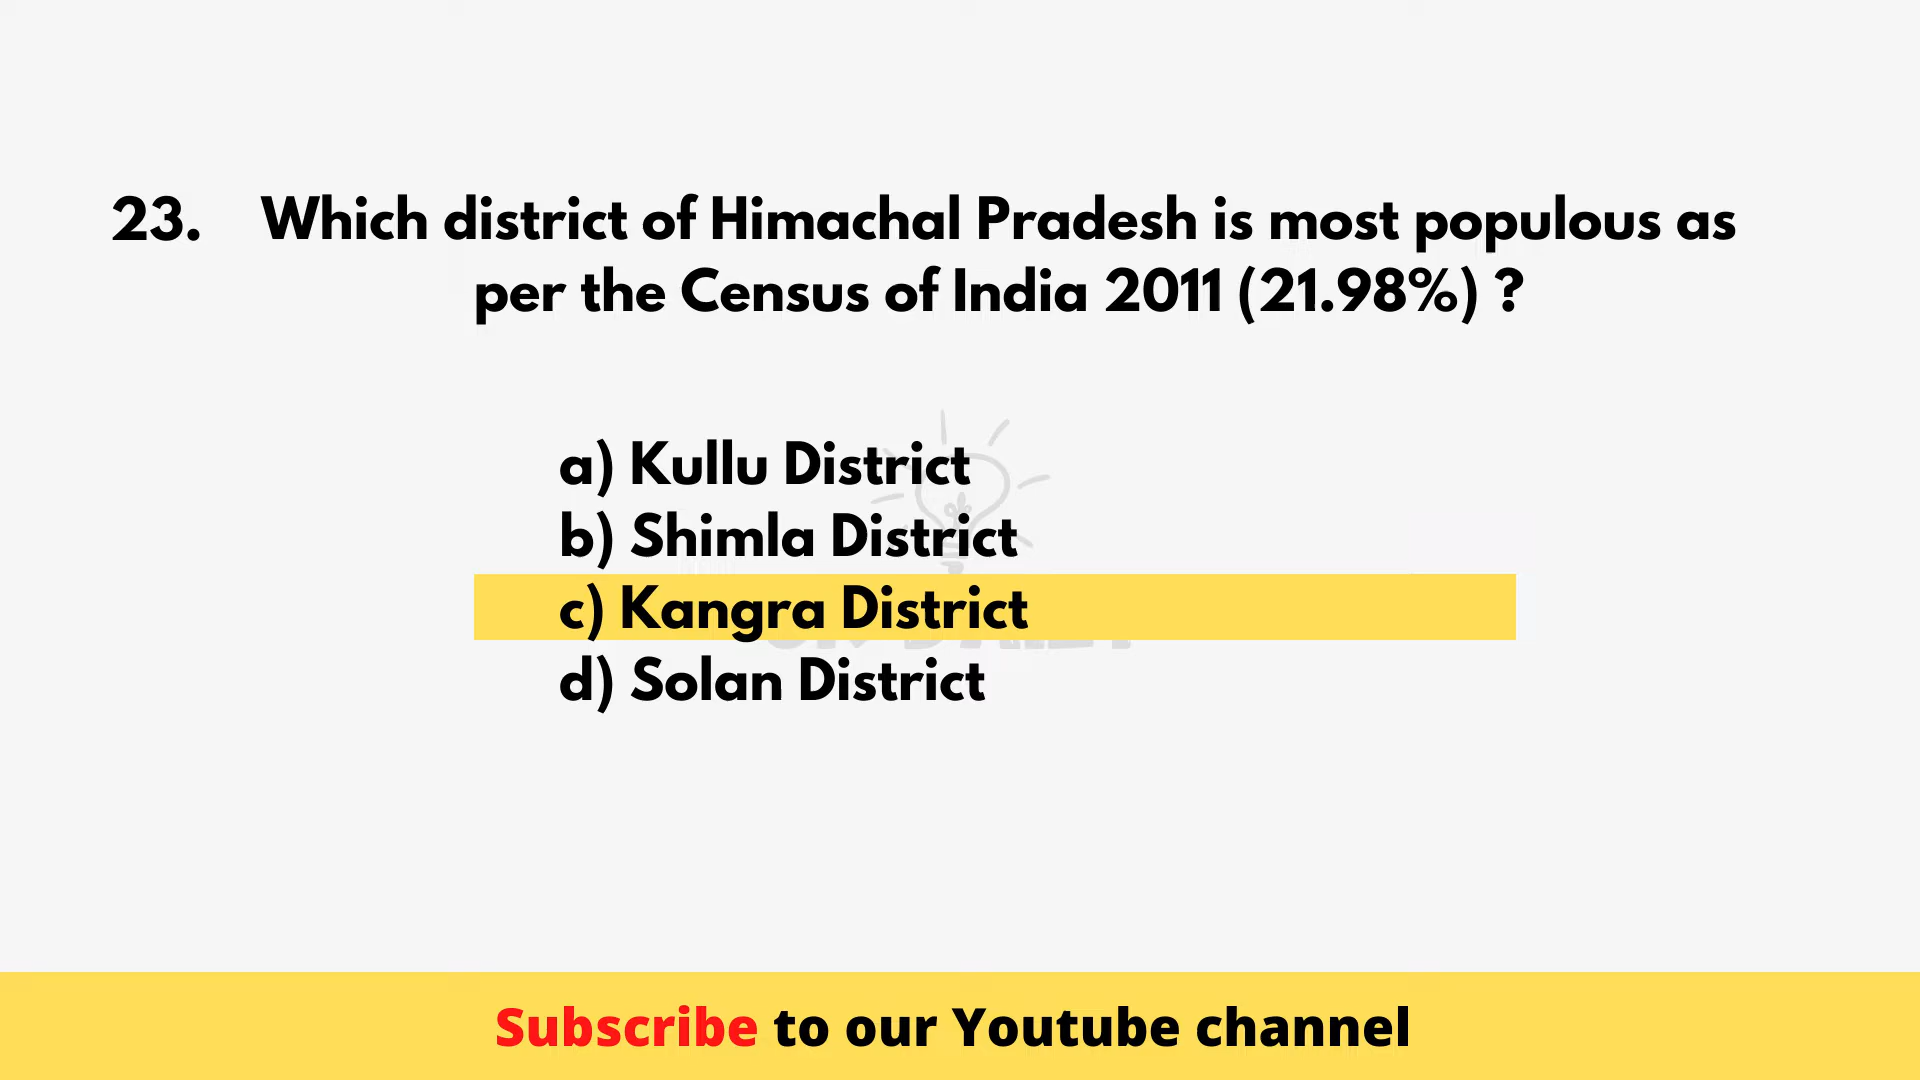 23. Which district of Himachal Pradesh is most populous as
per the Census of India 2011 (21.98%) ?
a) Kullu District
b) Shimla District
c) Kangra District
d) Solan District
Subscribe to our Youtube channel